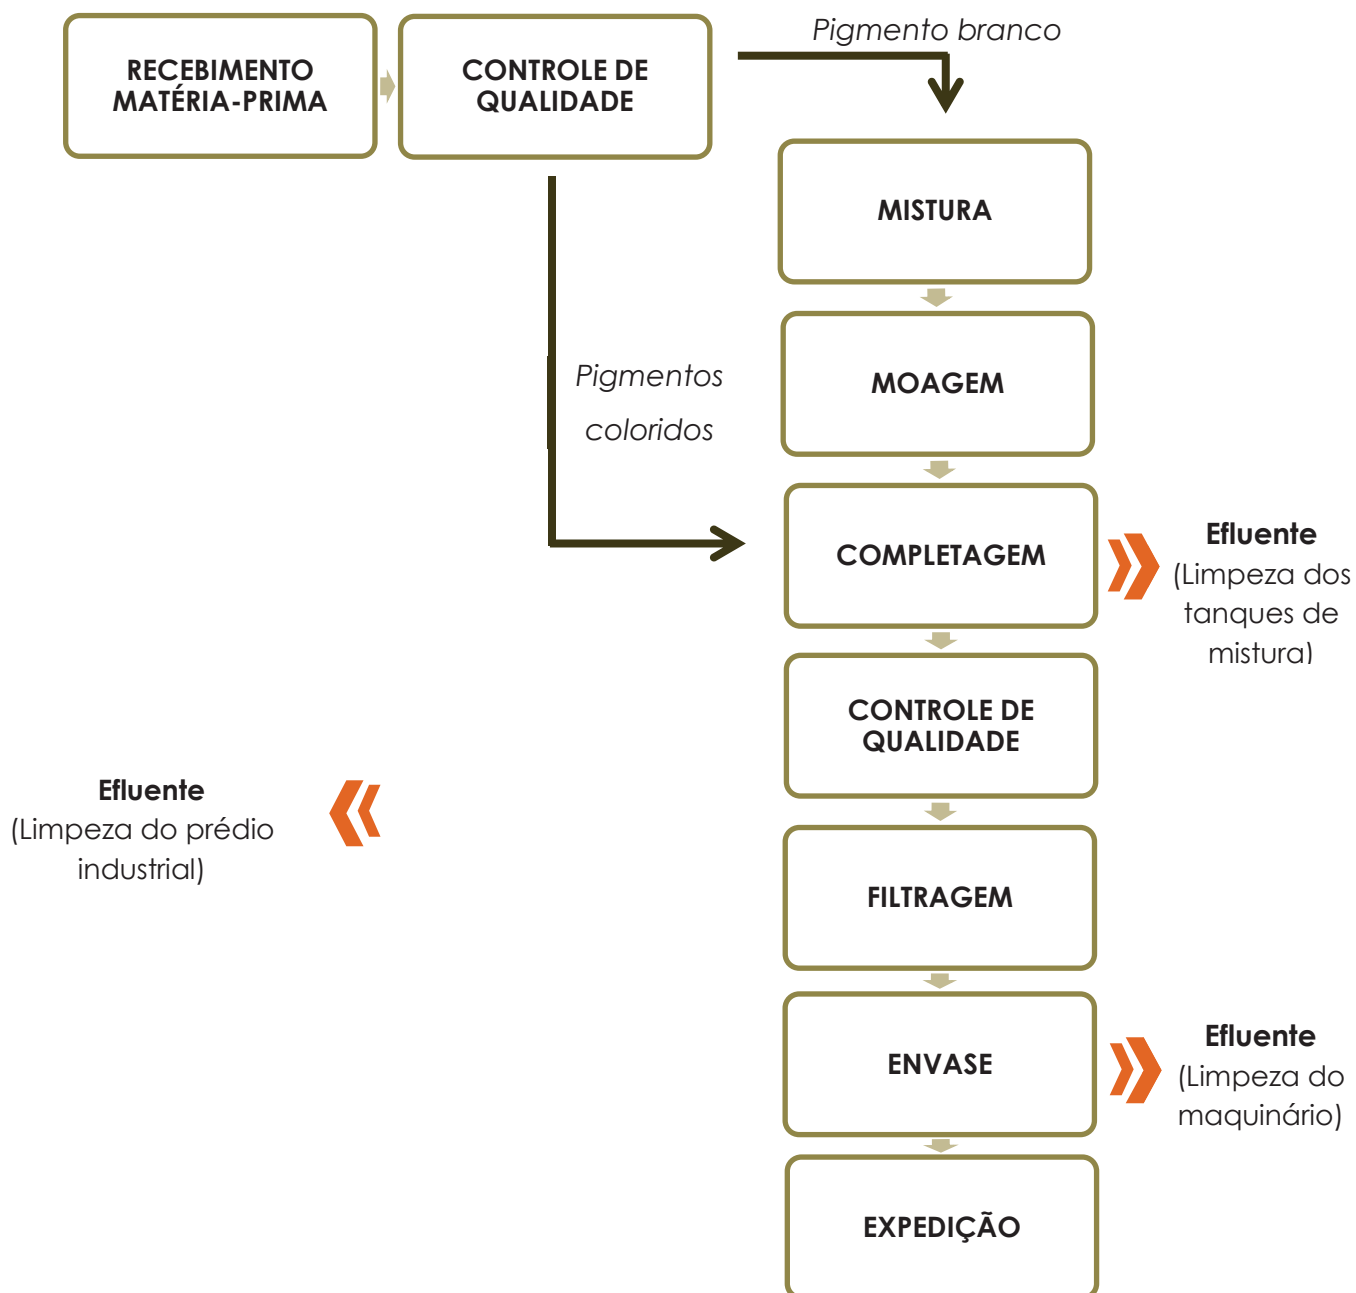 Pigmento branco
RECEBIMENTO
MATÉRIA-PRIMA
CONTROLE DE
QUALIDADE
MISTURA
MOAGEM
Pigmentos
coloridos
COMPLETAGEM
Efluente
(Limpeza dos
tanques de
mistura)
CONTROLE DE
QUALIDADE
Efluente
(Limpeza do prédio
industrial)
FILTRAGEM
ENVASE
Efluente
(Limpeza do
maquinário)
EXPEDIÇÃO